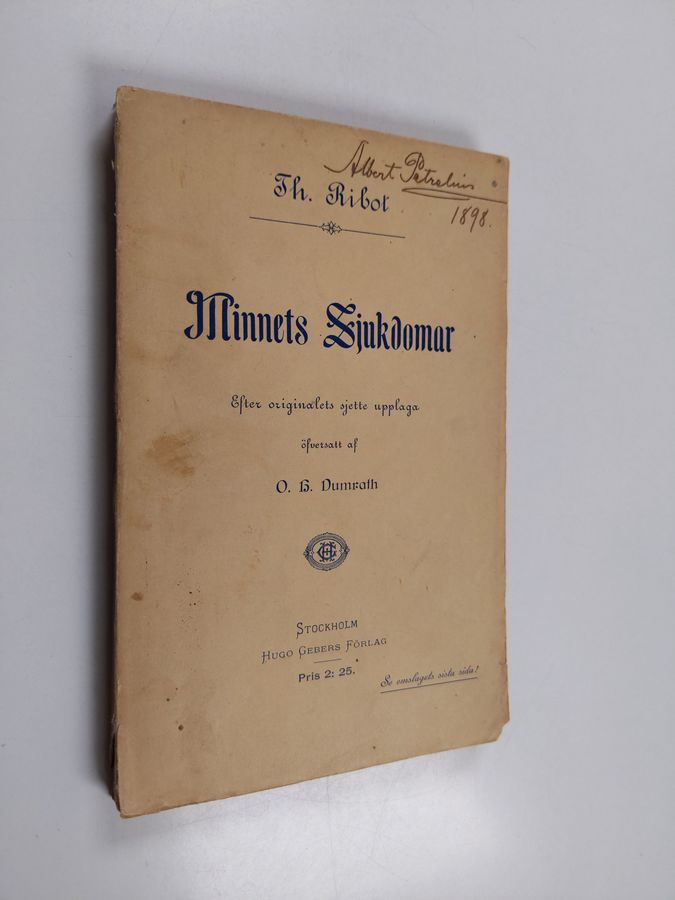 Albert Petrelius
1898.
Th. Ribot
Minnets Sjukdomar
Efter originalets sjette upplaga
öfversatt af
O. H. Dumrath
STOCKHOLM
HUGO GEBERS FÖRLAG
Pris 2: 25.
Se omslagets sista sida!